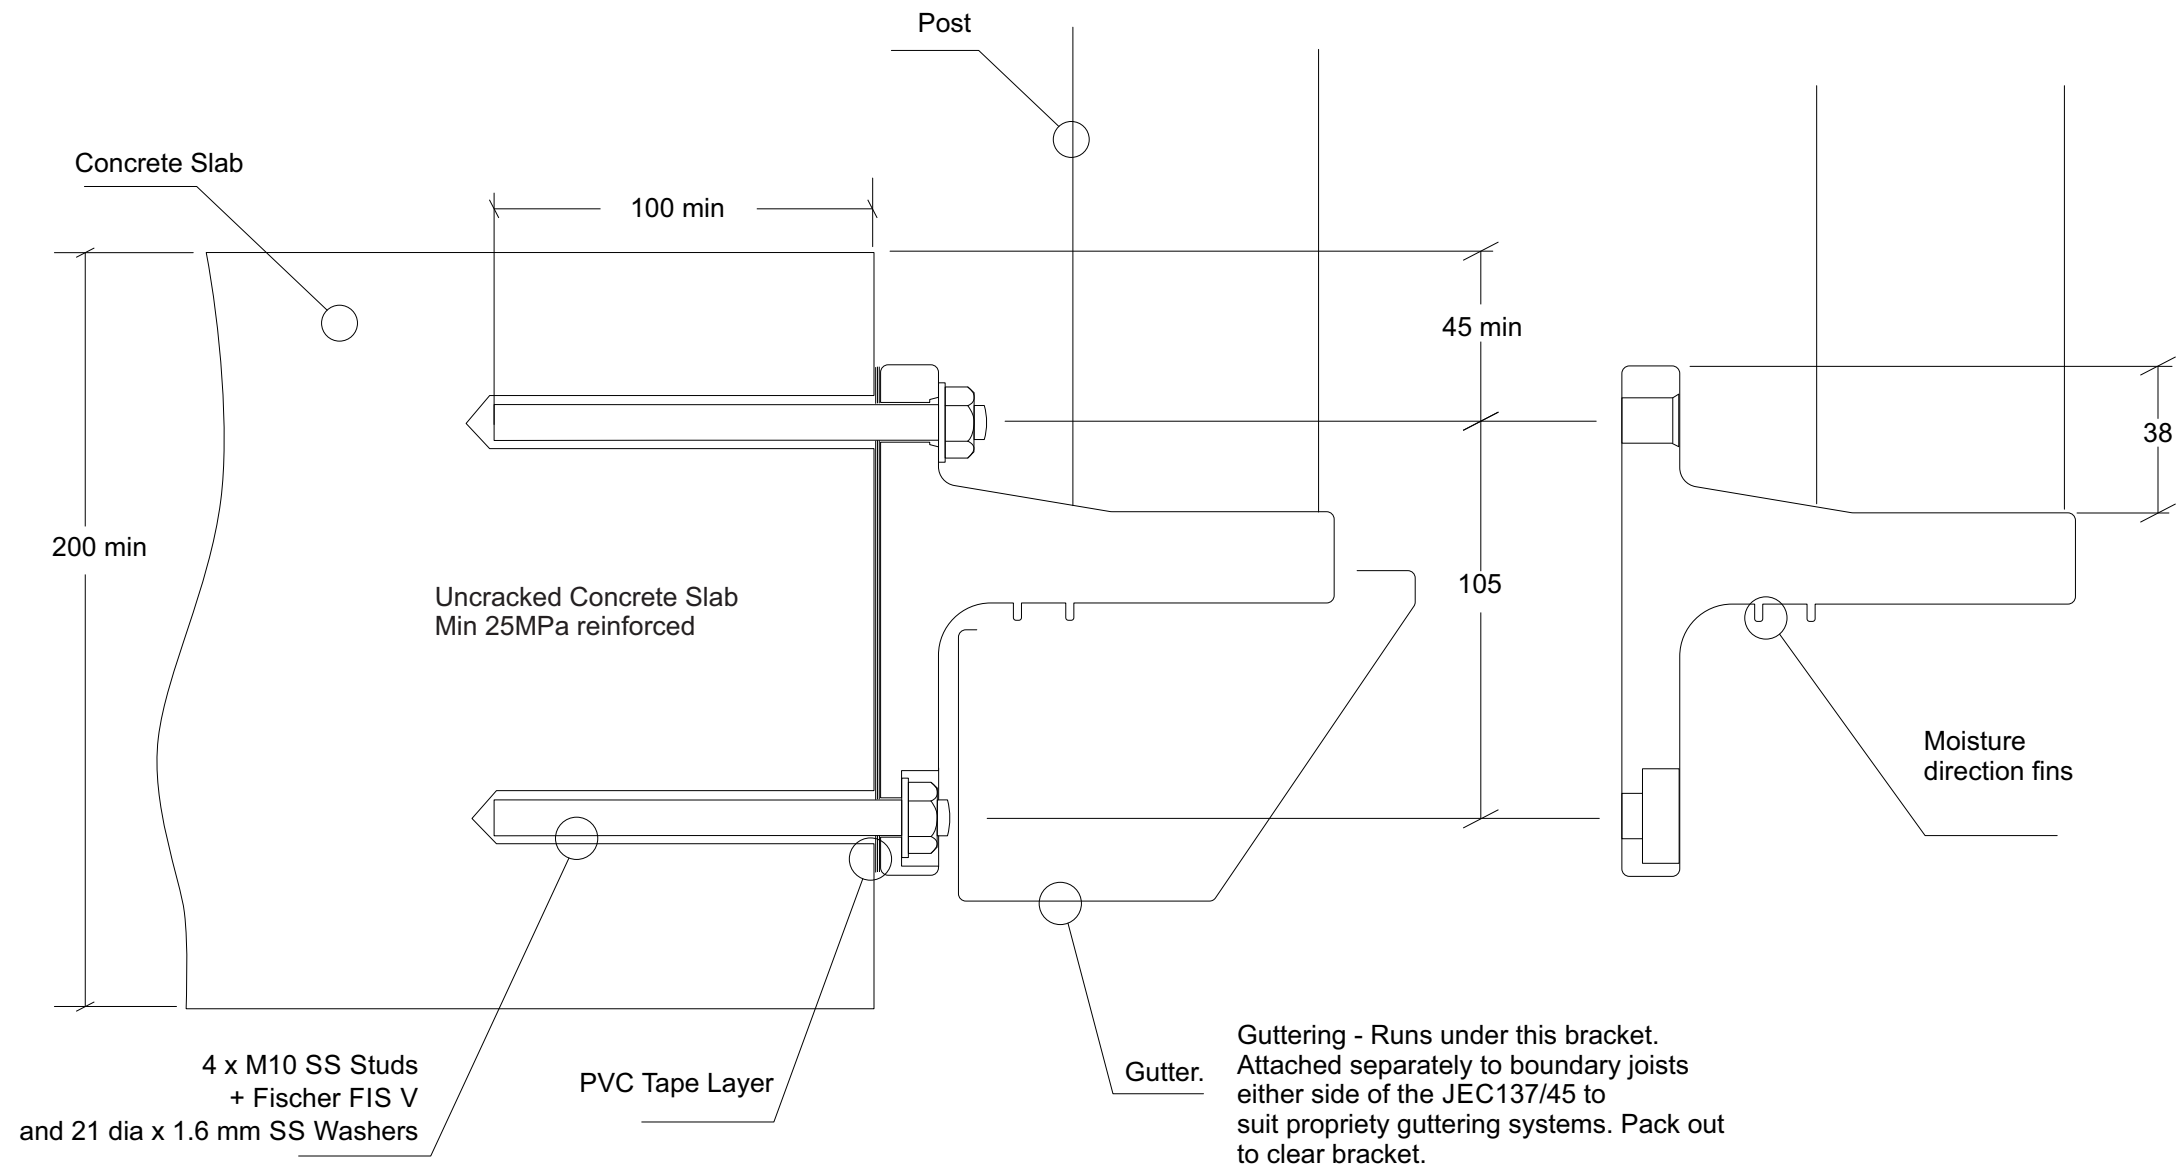 Post
Concrete Slab
100 min
45 min
38
200 min
Uncracked Concrete Slab
Min 25MPa reinforced
105
Moisture
direction fins
4 x M10 SS Studs
+ Fischer FIS V
and 21 dia x 1.6 mm SS Washers
PVC Tape Layer
Gutter.
Guttering - Runs under this bracket.
Attached separately to boundary joists
either side of the JEC137/45 to
suit propriety guttering systems. Pack out
to clear bracket.